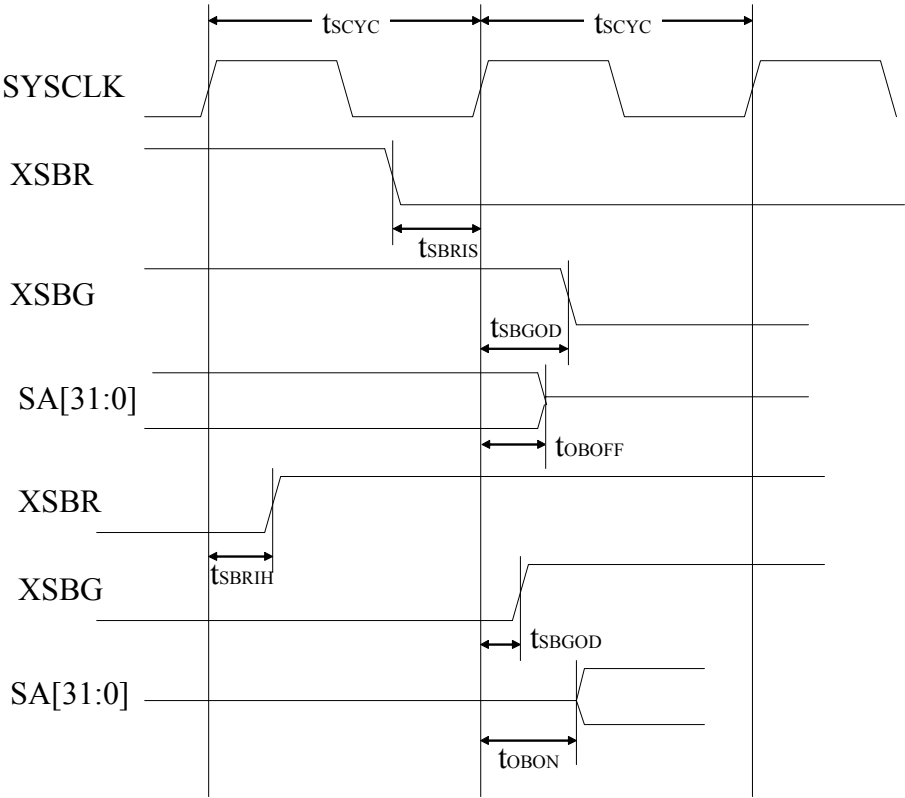 tSCYC tSCYC
SYSCLK
XSBR
tSBRIS
XSBG
tSBGOD
SA[31:0]
tOBOFF
XSBR
tSBRIH
XSBG
tSBGOD
SA[31:0]
tOBON